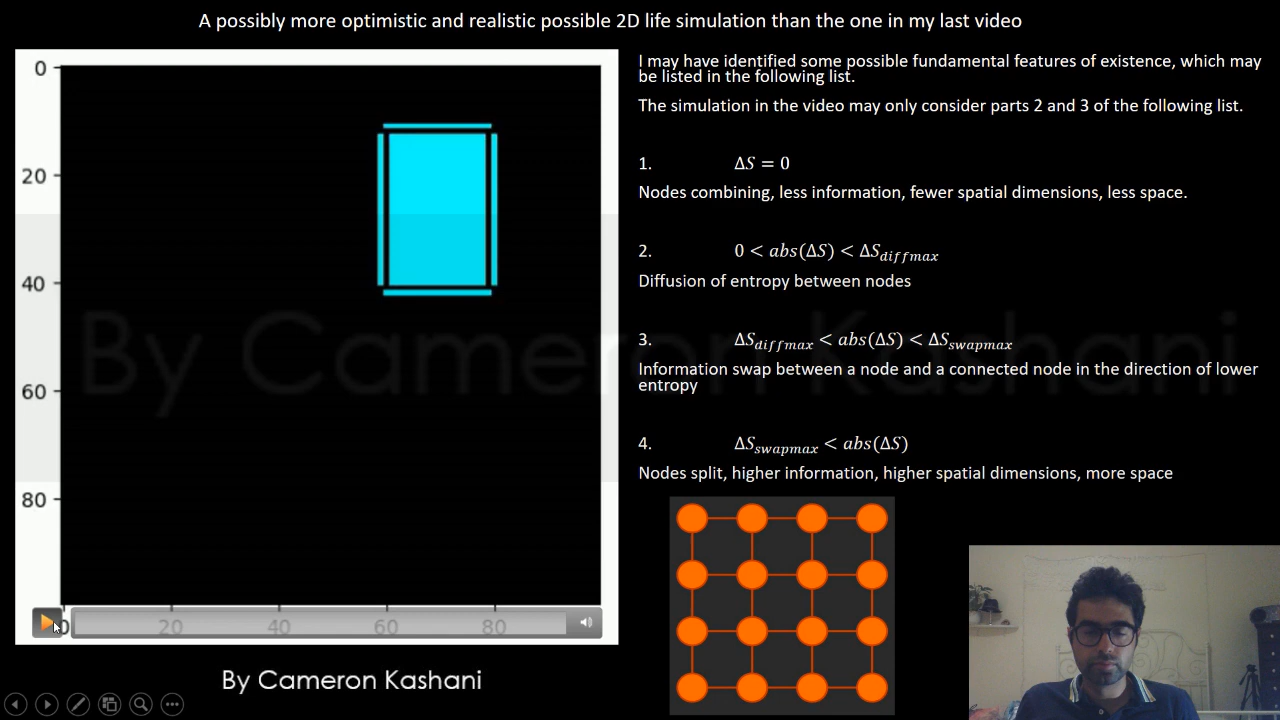 A possibly more optimistic and realistic possible 2D life simulation than the one in my last video
0
20
40
60
80
0
20
40
60
80
By Cameron Kashani
I may have identified some possible fundamental features of existence, which may
be listed in the following list.
The simulation in the video may only consider parts 2 and 3 of the following list.
1. ΔS = 0
Nodes combining, less information, fewer spatial dimensions, less space.
2. 0 < abs(ΔS) < ΔS_diffmax
Diffusion of entropy between nodes
3. ΔS_diffmax < abs(ΔS) < ΔS_swapmax
Information swap between a node and a connected node in the direction of lower
entropy
4. ΔS_swapmax < abs(ΔS)
Nodes split, higher information, higher spatial dimensions, more space
By Cameron Kashani